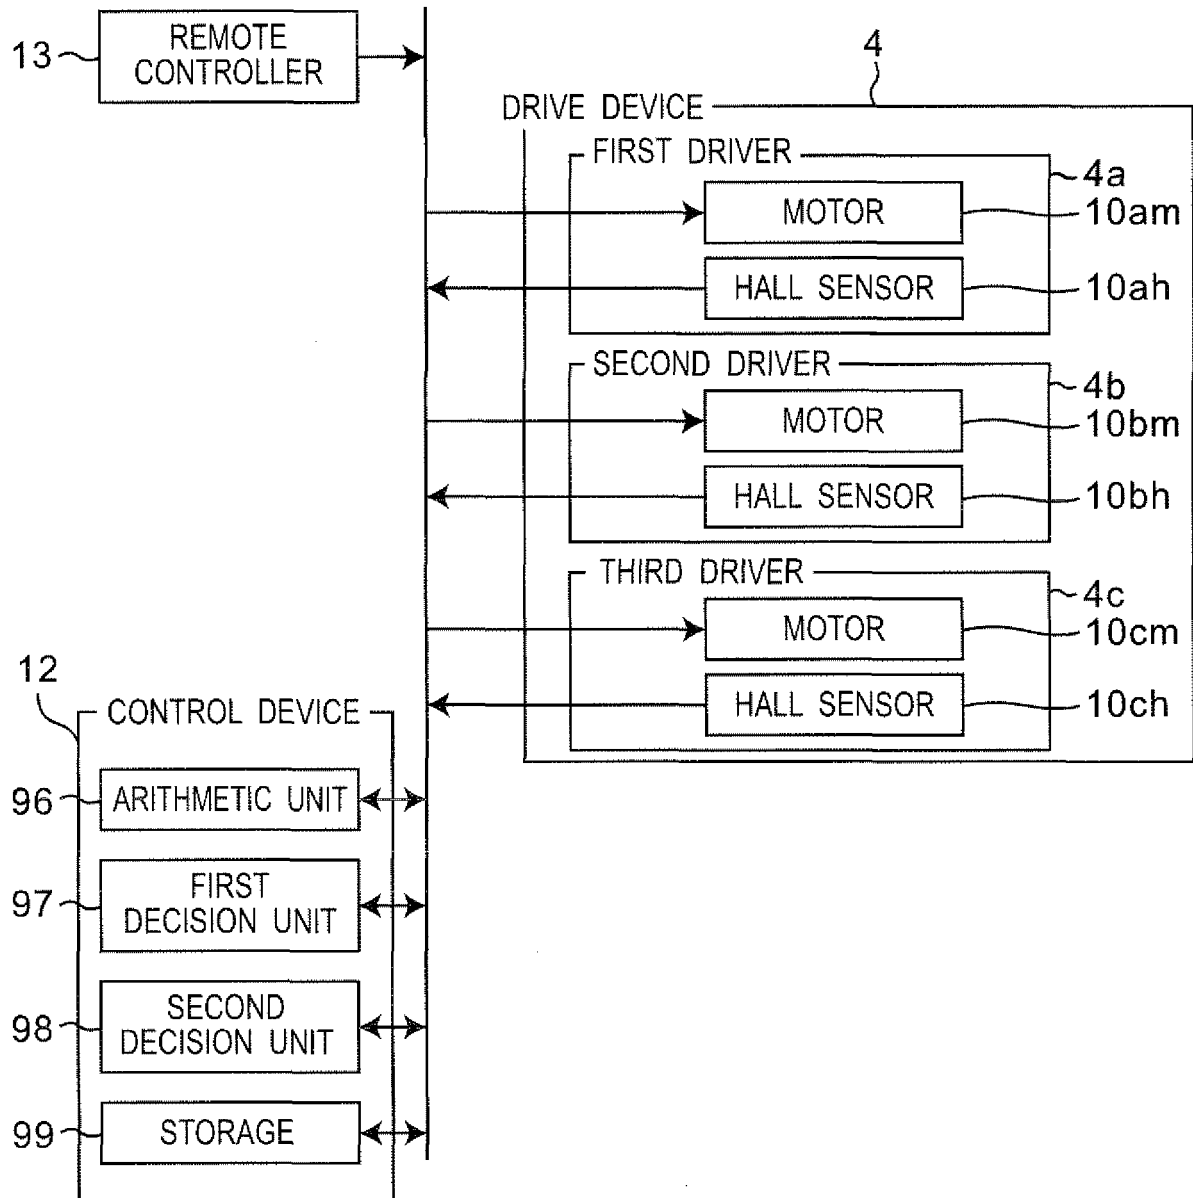 13
REMOTE
CONTROLLER
4
DRIVE DEVICE
FIRST DRIVER
4a
MOTOR
10am
HALL SENSOR
10ah
SECOND DRIVER
4b
MOTOR
10bm
HALL SENSOR
10bh
THIRD DRIVER
4c
MOTOR
10cm
HALL SENSOR
10ch
12
CONTROL DEVICE
96
ARITHMETIC UNIT
97
FIRST
DECISION UNIT
98
SECOND
DECISION UNIT
99
STORAGE